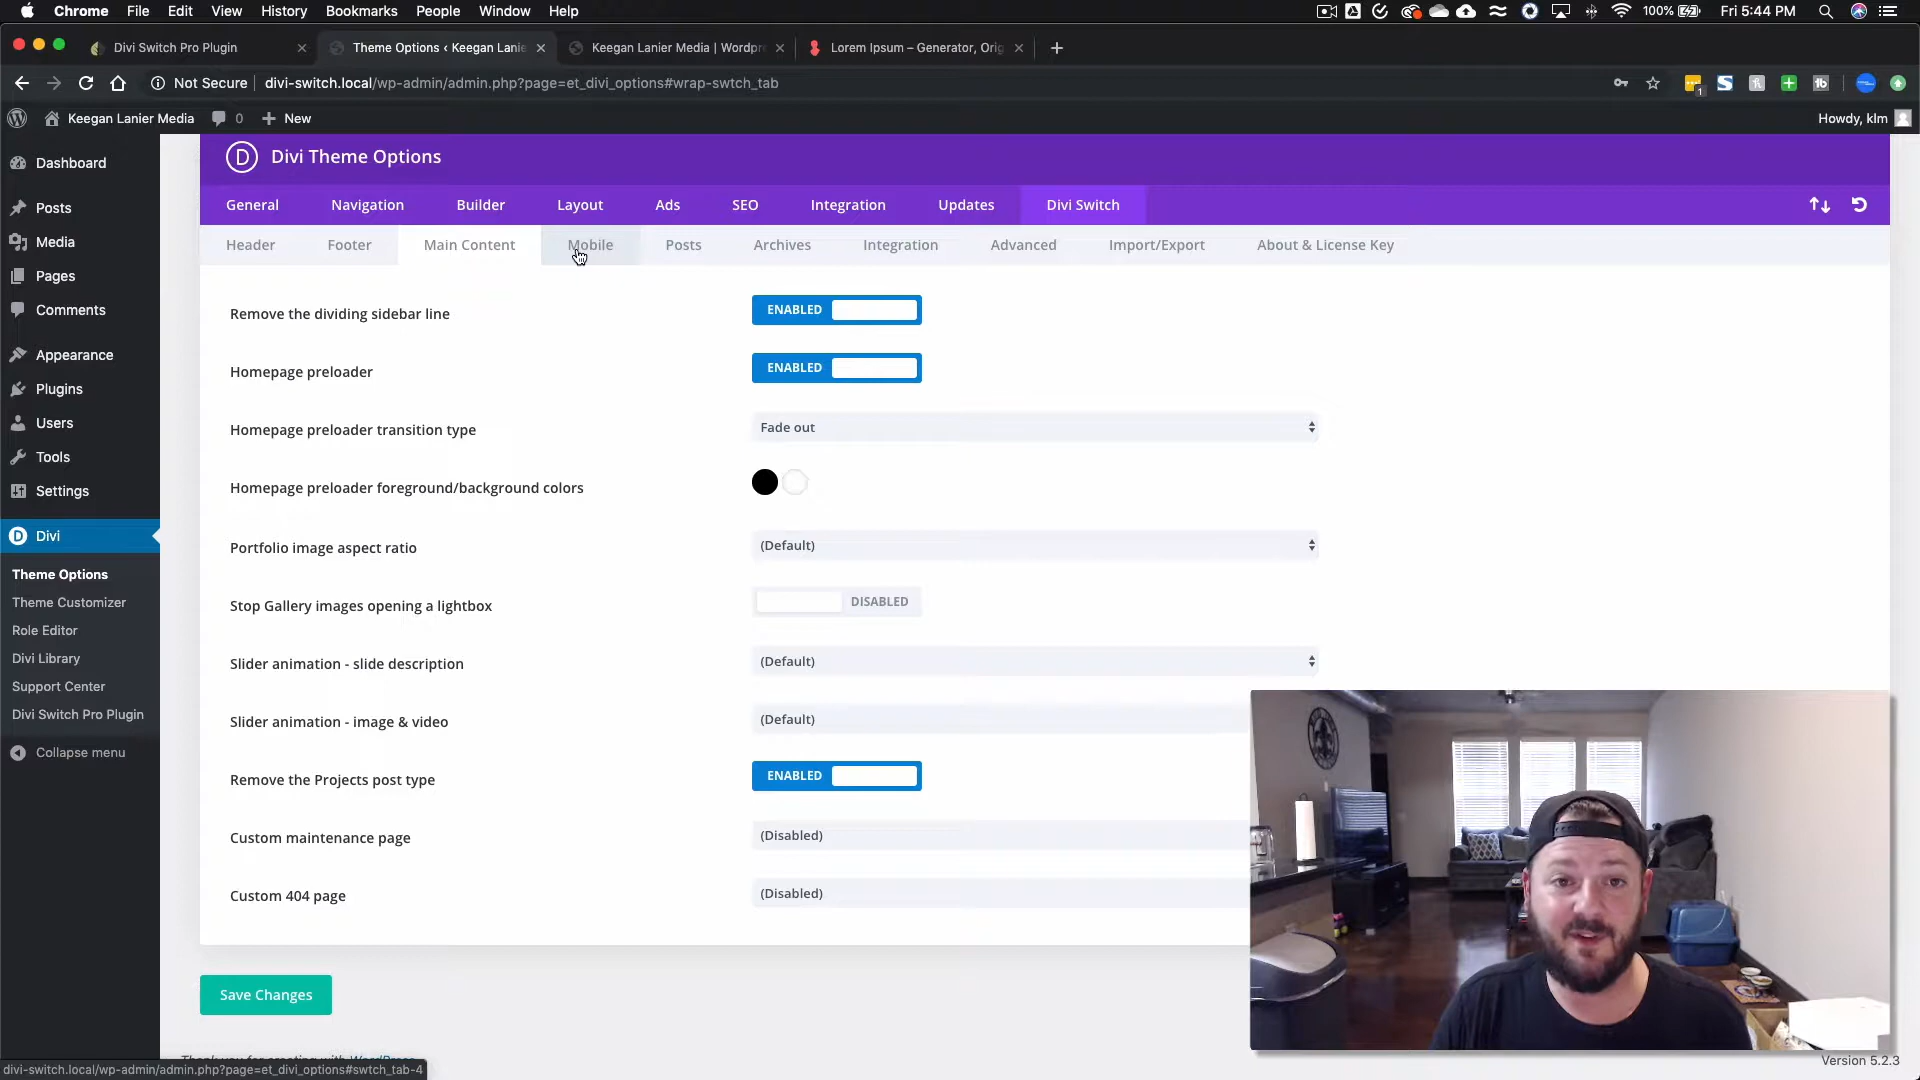 Chrome File Edit View History Bookmarks People Window Help 100% Fri 5:44 PM
Divi Switch Pro Plugin Theme Options ‹ Keegan Lanie Keegan Lanier Media | Wordpr Lorem Ipsum – Generator, Orig
Not Secure divi-switch.local/wp-admin/admin.php?page=et_divi_options#wrap-swtch_tab 1
Keegan Lanier Media 0 New Howdy, klm
Dashboard
Posts
Media
Pages
Comments
Appearance
Plugins
Users
Tools
Settings
Divi
Theme Options
Theme Customizer
Role Editor
Divi Library
Support Center
Divi Switch Pro Plugin
Collapse menu
D Divi Theme Options
General Navigation Builder Layout Ads SEO Integration Updates Divi Switch
Header Footer Main Content Mobile Posts Archives Integration Advanced Import/Export About & License Key
Remove the dividing sidebar line ENABLED
Homepage preloader ENABLED
Homepage preloader transition type Fade out
Homepage preloader foreground/background colors
Portfolio image aspect ratio (Default)
Stop Gallery images opening a lightbox DISABLED
Slider animation - slide description (Default)
Slider animation - image & video (Default)
Remove the Projects post type ENABLED
Custom maintenance page (Disabled)
Custom 404 page (Disabled)
Save Changes
Thank you for creating with WordPress.
Version 5.2.3
divi-switch.local/wp-admin/admin.php?page=et_divi_options#swtch_tab-4